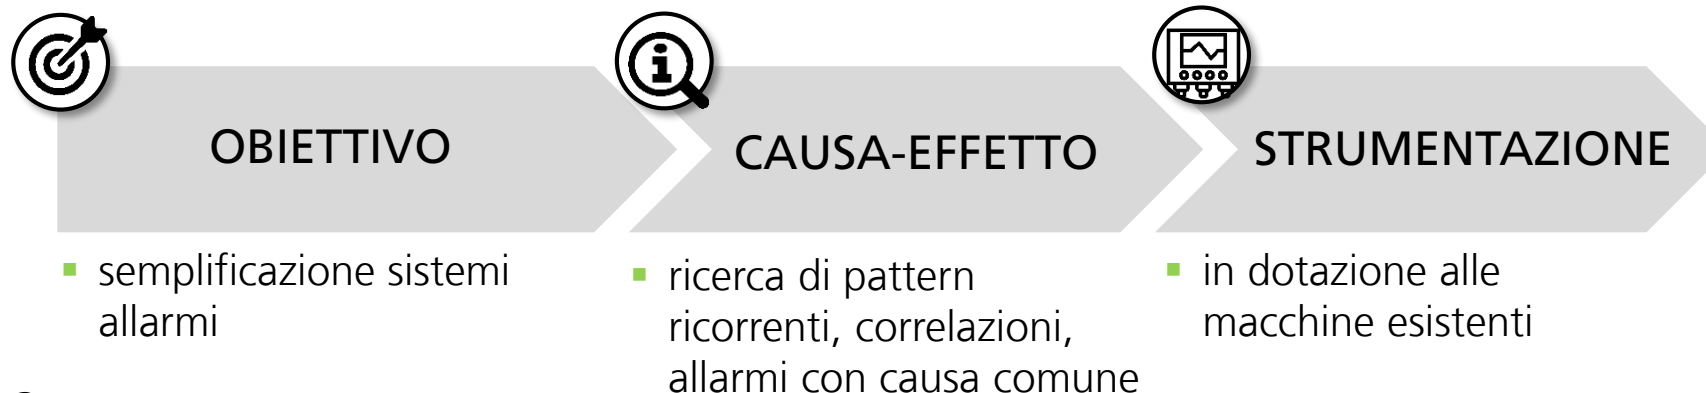 OBIETTIVO
semplificazione sistemi
allarmi
CAUSA-EFFETTO
ricerca di pattern
ricorrenti, correlazioni,
allarmi con causa comune
STRUMENTAZIONE
in dotazione alle
macchine esistenti